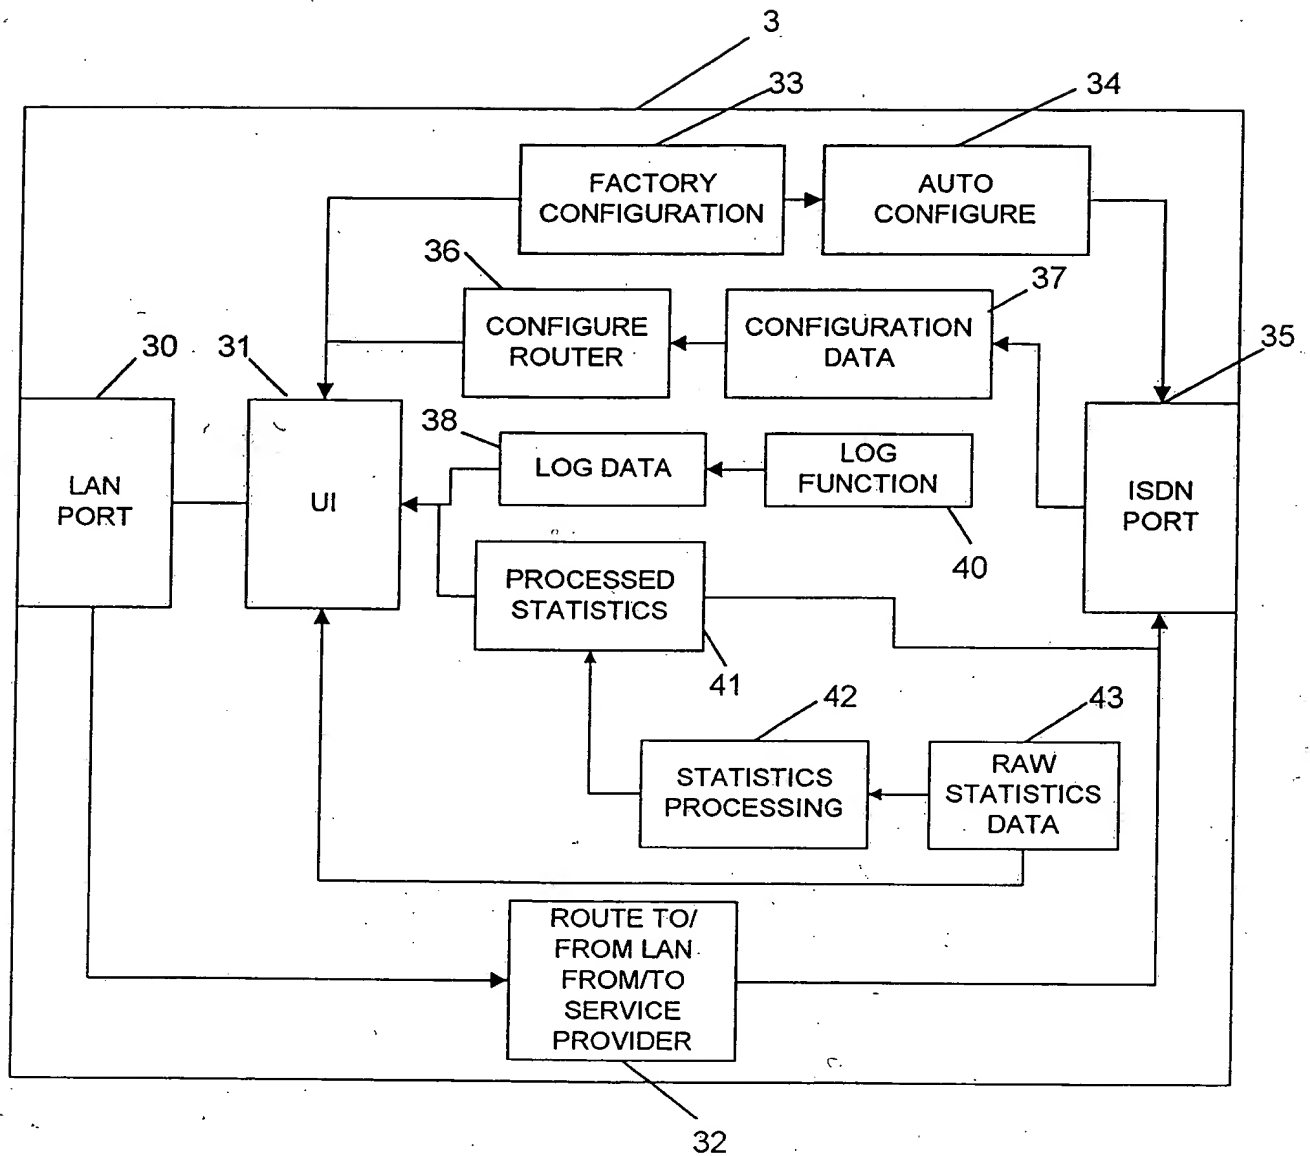 3
33
34
FACTORY
CONFIGURATION
AUTO
CONFIGURE
36
37
CONFIGURE
ROUTER
CONFIGURATION
DATA
30
31
35
38
LOG DATA
LOG
FUNCTION
LAN
PORT
UI
ISDN
PORT
40
PROCESSED
STATISTICS
41
42
43
STATISTICS
PROCESSING
RAW
STATISTICS
DATA
ROUTE TO/
FROM LAN
FROM/TO
SERVICE
PROVIDER
32